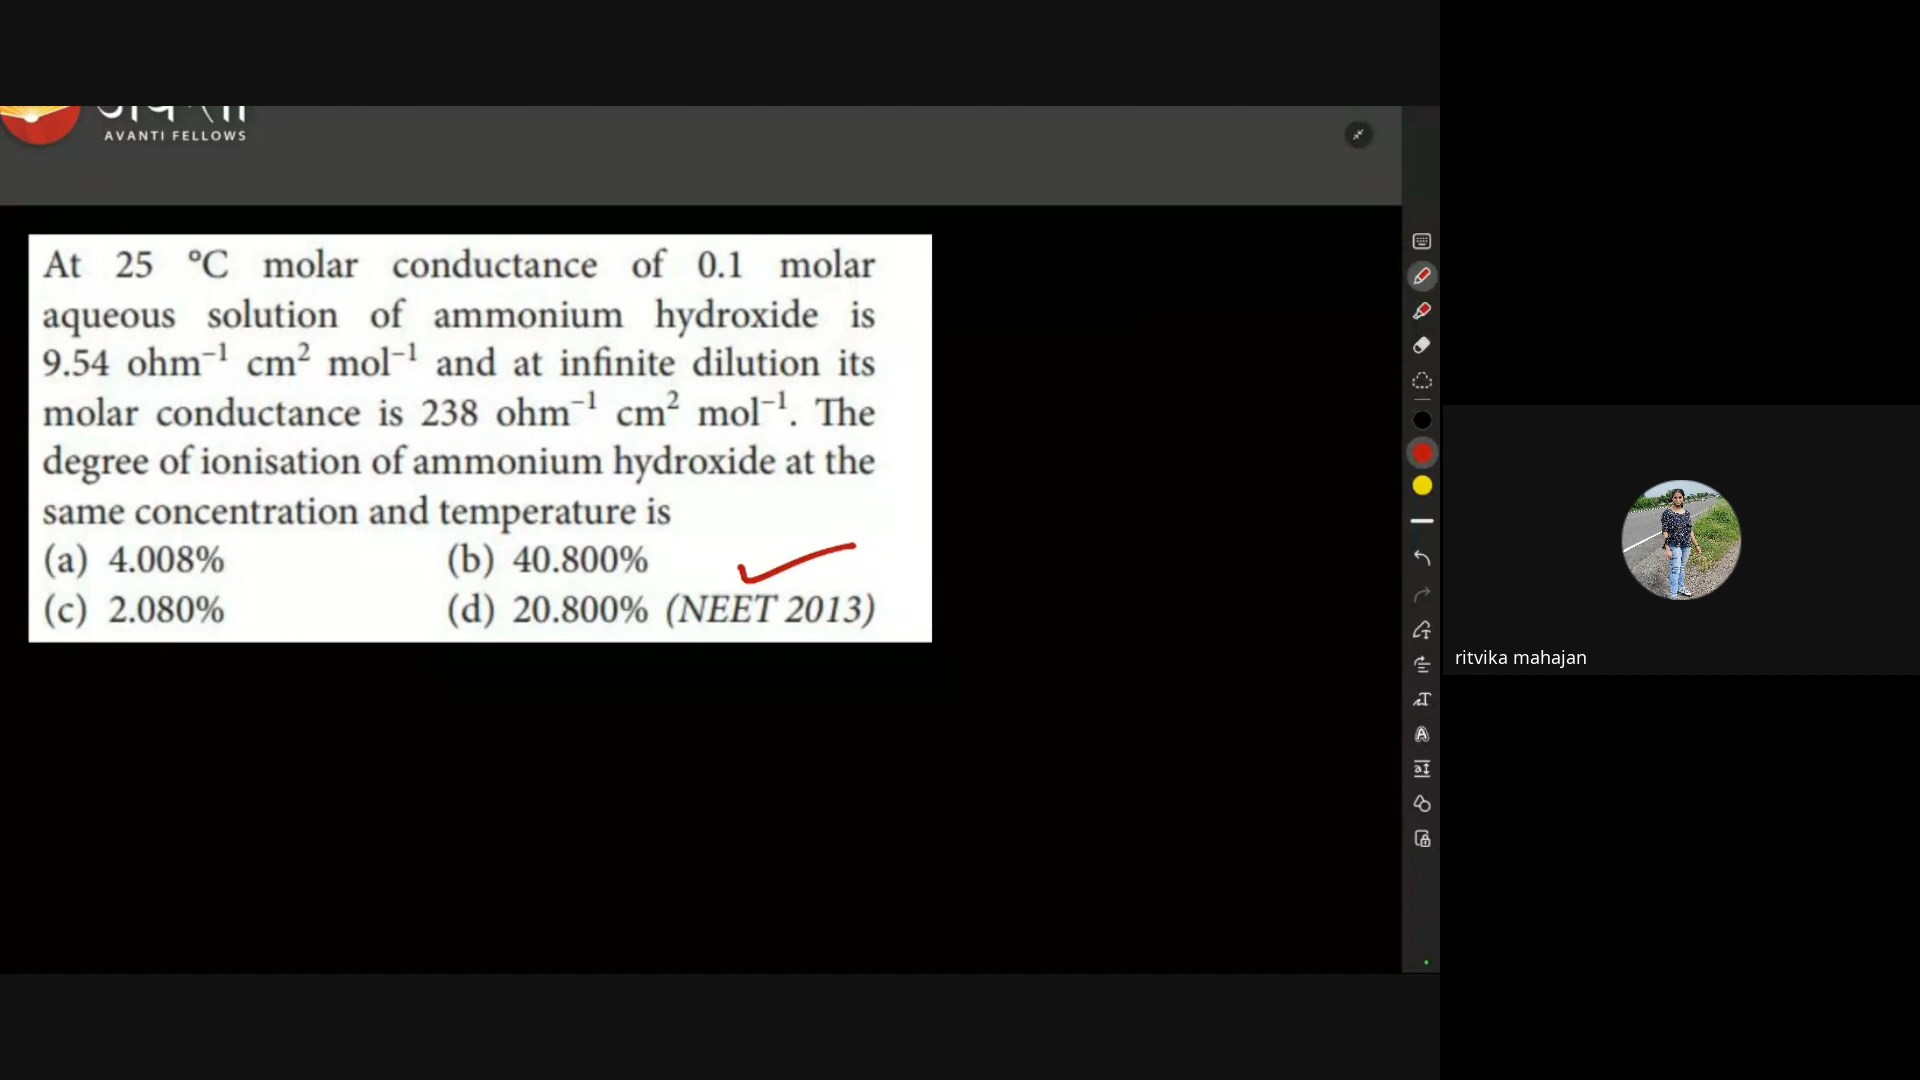 AVANTI FELLOWS
At 25 °C molar conductance of 0.1 molar
aqueous solution of ammonium hydroxide is
9.54 ohm⁻¹ cm² mol⁻¹ and at infinite dilution its
molar conductance is 238 ohm⁻¹ cm² mol⁻¹. The
degree of ionisation of ammonium hydroxide at the
same concentration and temperature is
(a) 4.008% (b) 40.800%
(c) 2.080% (d) 20.800% (NEET 2013)
ritvika mahajan